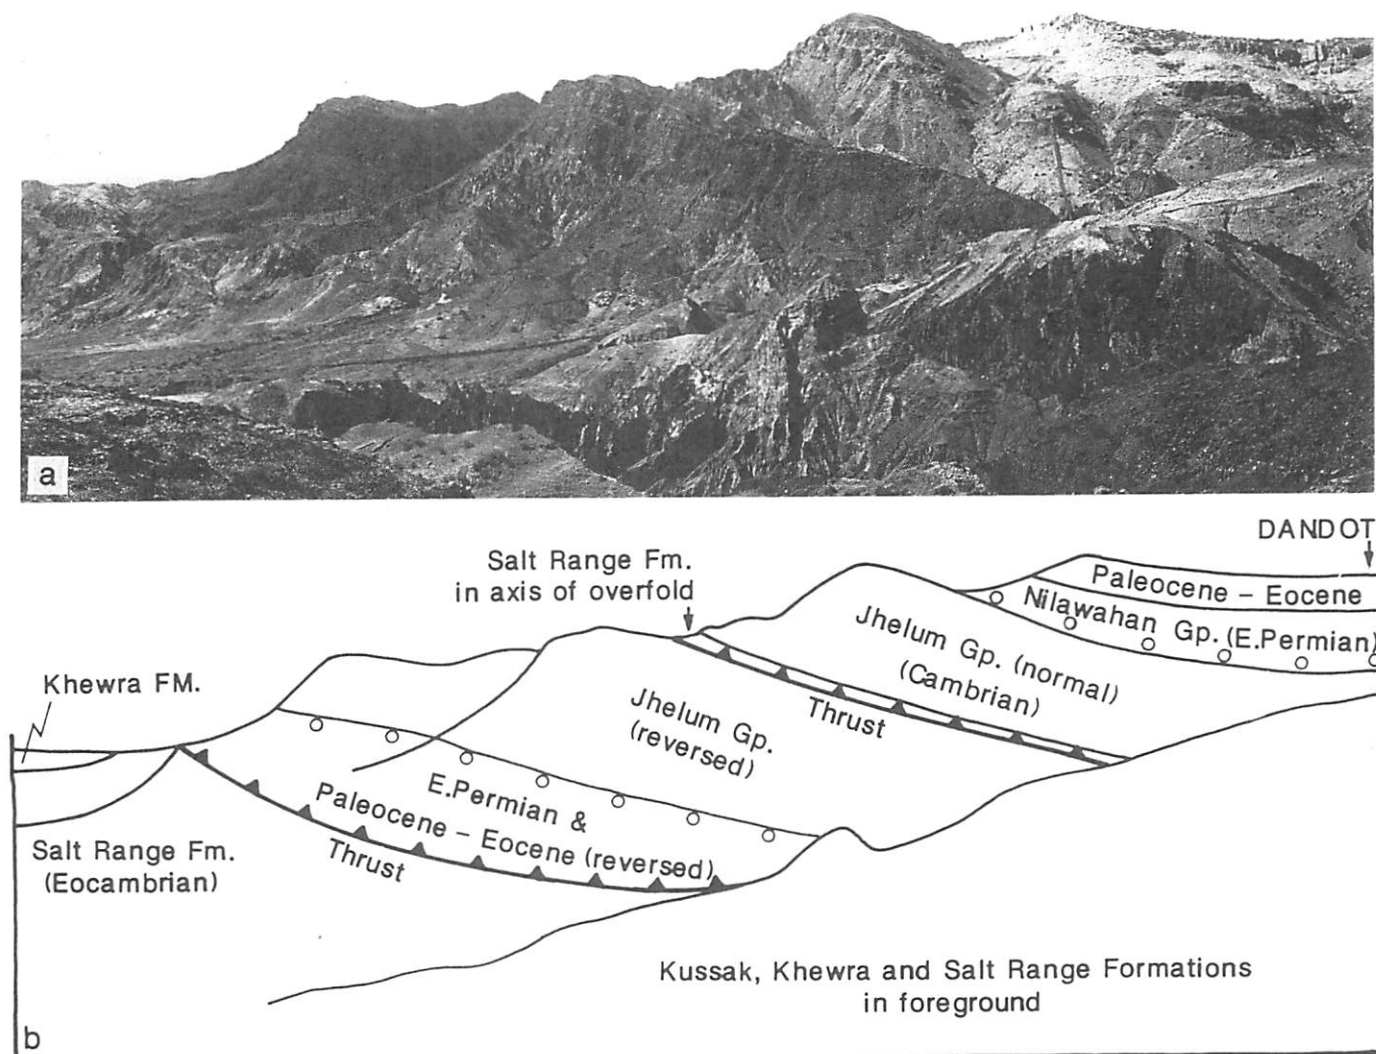 a
DANDOT
Salt Range Fm.
in axis of overfold
Paleocene – Eocene
Nilawahan Gp. (E.Permian)
Jhelum Gp. (normal)
(Cambrian)
Khewra FM.
Jhelum Gp.
(reversed)
Thrust
E.Permian &
Paleocene – Eocene (reversed)
Thrust
Salt Range Fm.
(Eocambrian)
Kussak, Khewra and Salt Range Formations
in foreground
b